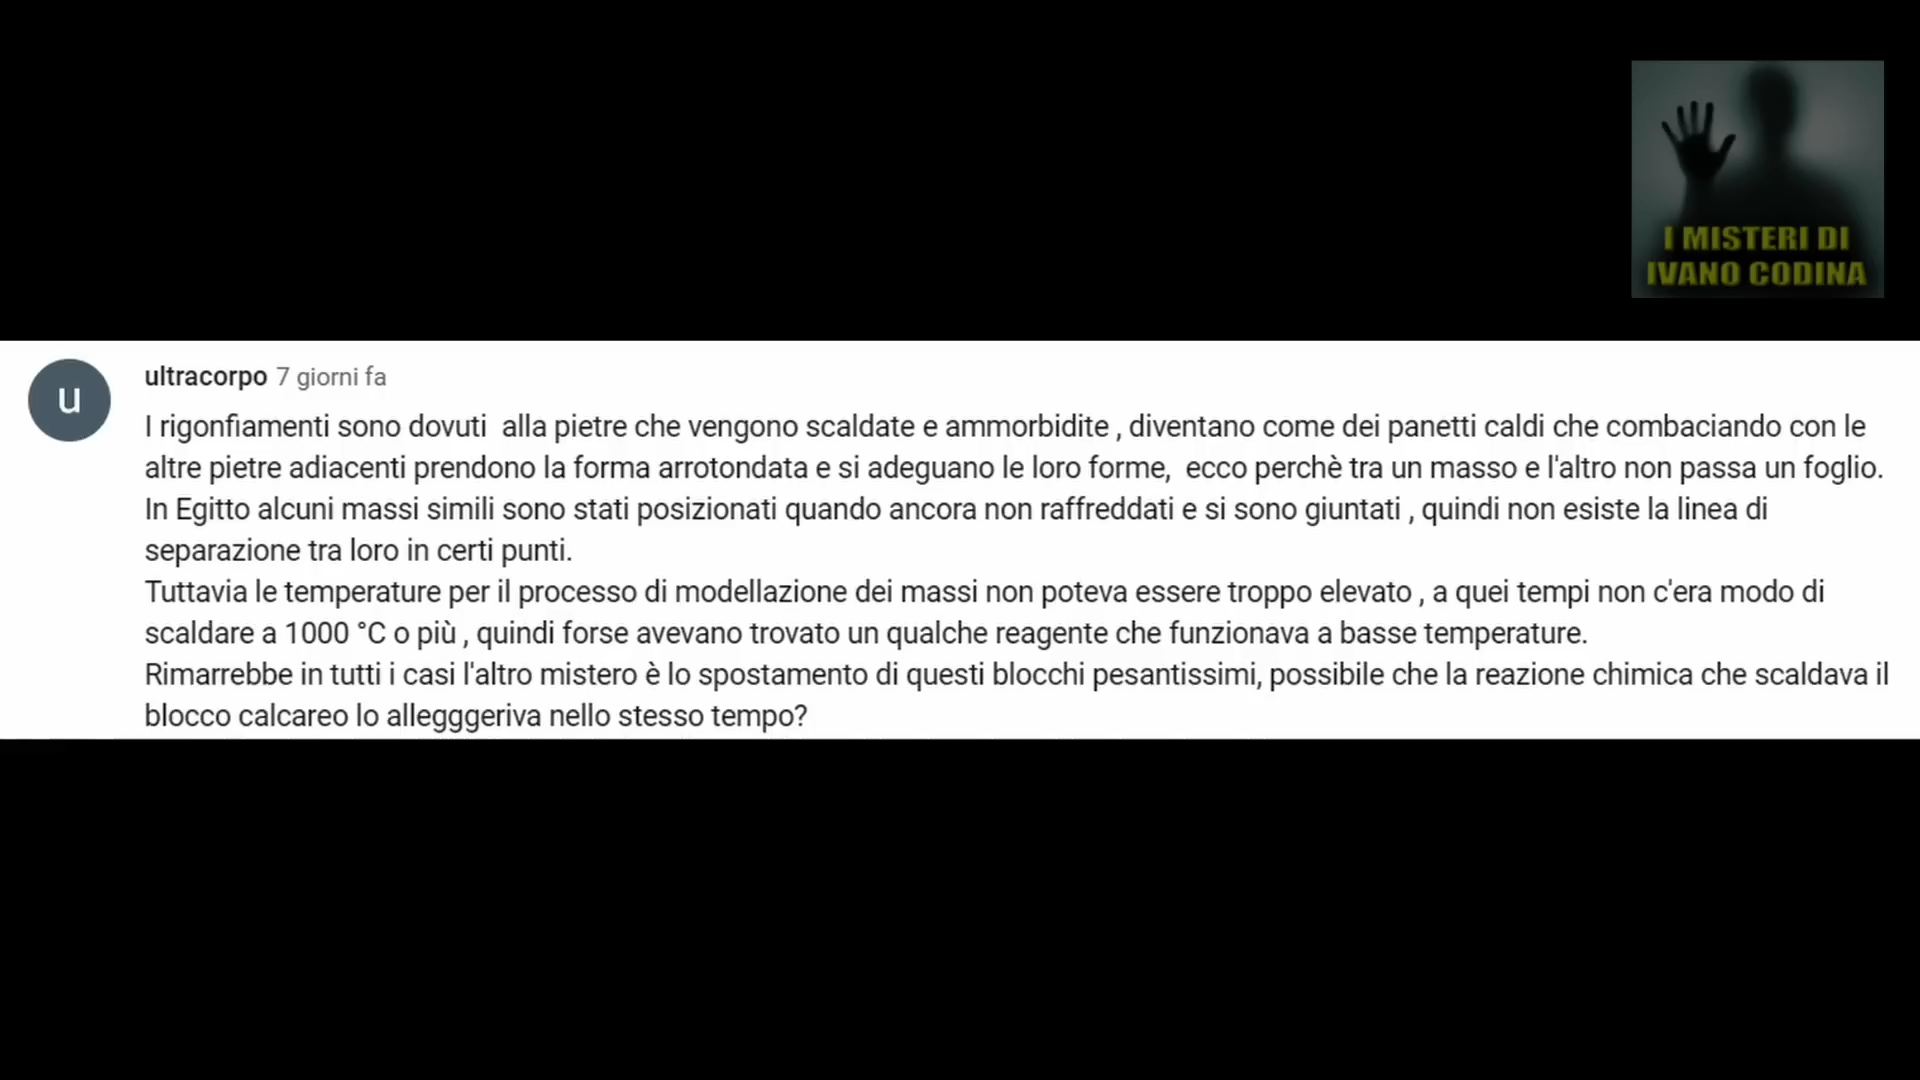 I MISTERI DI
IVANO CODINA
u
ultracorpo 7 giorni fa
I rigonfiamenti sono dovuti  alla pietre che vengono scaldate e ammorbidite , diventano come dei panetti caldi che combaciando con le
altre pietre adiacenti prendono la forma arrotondata e si adeguano le loro forme,  ecco perchè tra un masso e l'altro non passa un foglio.
In Egitto alcuni massi simili sono stati posizionati quando ancora non raffreddati e si sono giuntati , quindi non esiste la linea di
separazione tra loro in certi punti.
Tuttavia le temperature per il processo di modellazione dei massi non poteva essere troppo elevato , a quei tempi non c'era modo di
scaldare a 1000 °C o più , quindi forse avevano trovato un qualche reagente che funzionava a basse temperature.
Rimarrebbe in tutti i casi l'altro mistero è lo spostamento di questi blocchi pesantissimi, possibile che la reazione chimica che scaldava il
blocco calcareo lo allegggeriva nello stesso tempo?